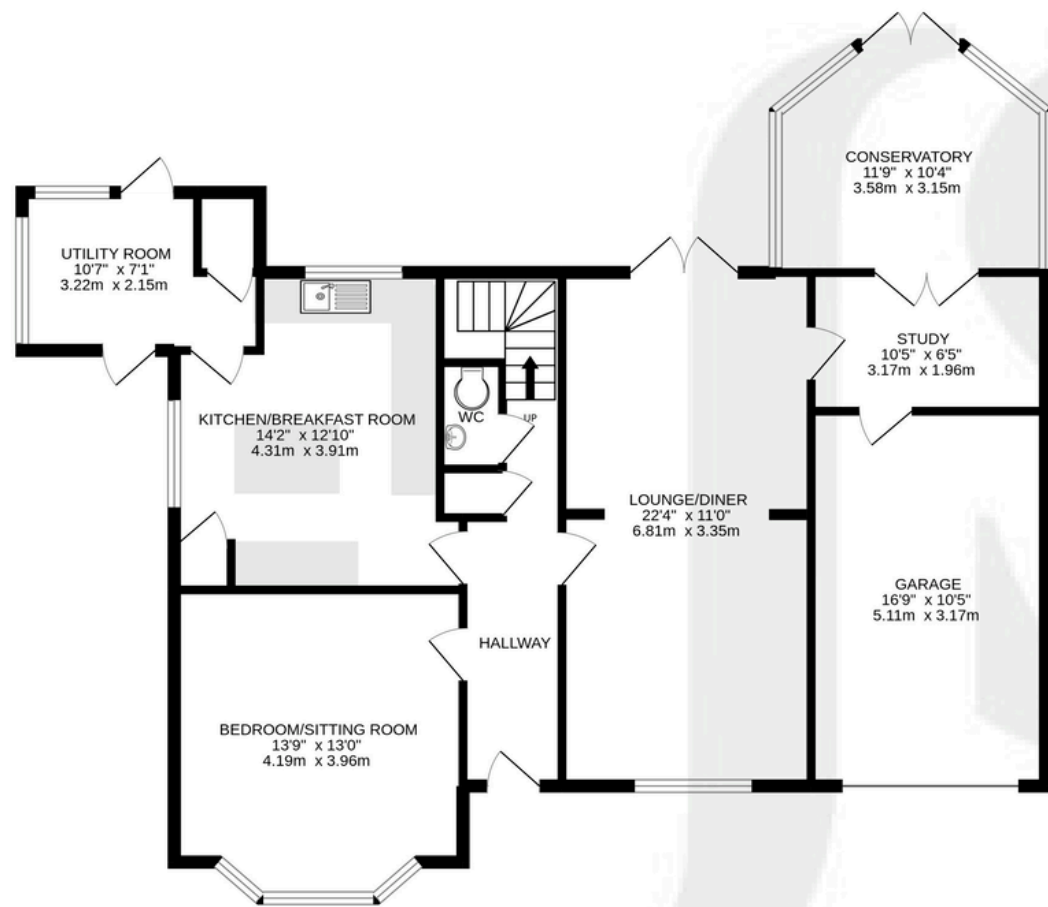 CONSERVATORY
11'9" x 10'4"
3.58m x 3.15m
UTILITY ROOM
10'7" x 7'1"
3.22m x 2.15m
STUDY
10'5" x 6'5"
3.17m x 1.96m
KITCHEN/BREAKFAST ROOM
14'2" x 12'10"
4.31m x 3.91m
WC
UP
LOUNGE/DINER
22'4" x 11'0"
6.81m x 3.35m
GARAGE
16'9" x 10'5"
5.11m x 3.17m
HALLWAY
BEDROOM/SITTING ROOM
13'9" x 13'0"
4.19m x 3.96m